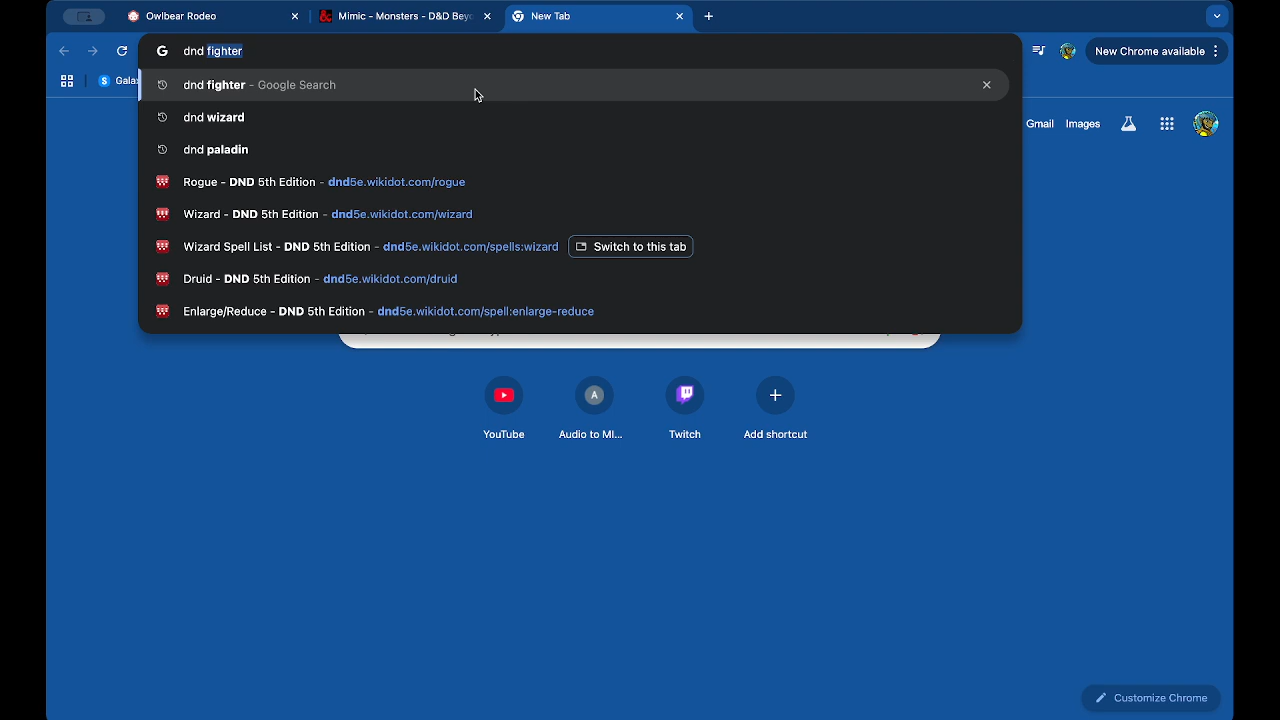 Owlbear Rodeo
Mimic - Monsters - D&D Bey
New Tab
dnd fighter
New Chrome available
dnd fighter - Google Search
dnd wizard
dnd paladin
Rogue - DND 5th Edition - dnd5e.wikidot.com/rogue
Wizard - DND 5th Edition - dnd5e.wikidot.com/wizard
Wizard Spell List - DND 5th Edition - dnd5e.wikidot.com/spells:wizard Switch to this tab
Druid - DND 5th Edition - dnd5e.wikidot.com/druid
Enlarge/Reduce - DND 5th Edition - dnd5e.wikidot.com/spell:enlarge-reduce
Gmail Images
YouTube
A
Audio to MI...
Twitch
Add shortcut
Customize Chrome